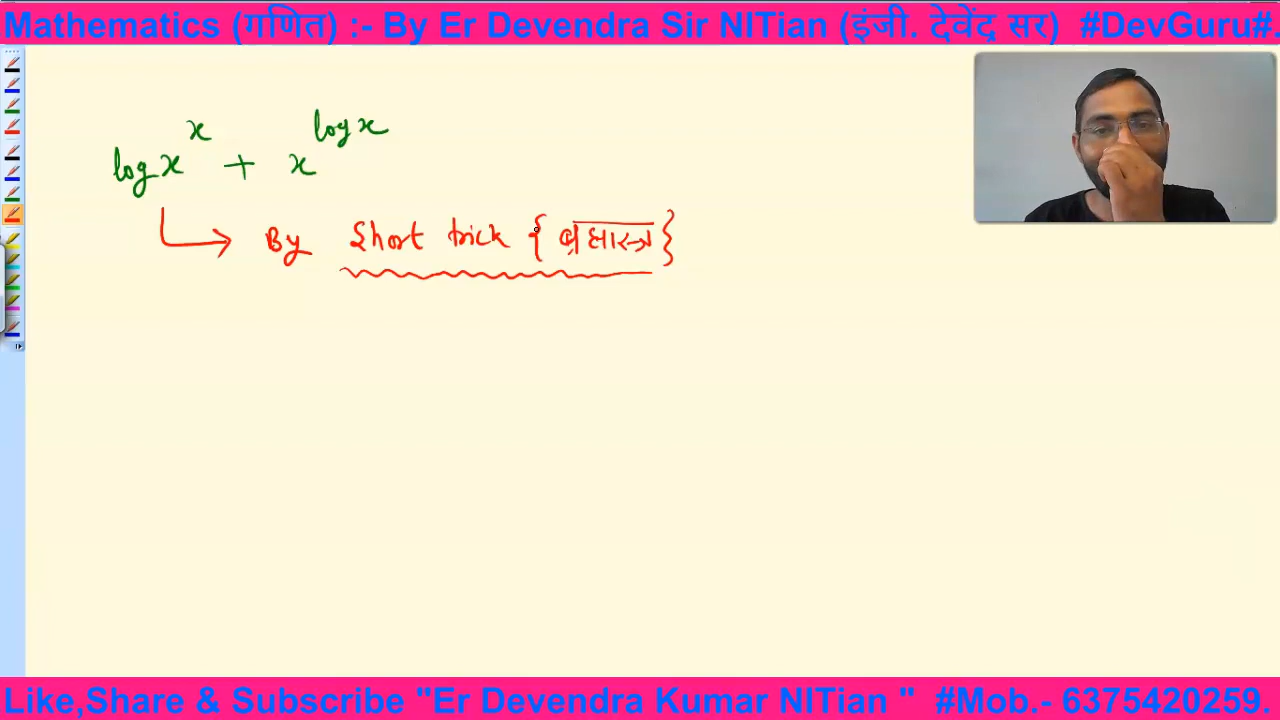 Mathematics (गणित) :- By Er Devendra Sir NITian (इंजी. देवेंद सर) #DevGuru#.
log x^x + x^log x
By Short trick { ब्रह्मास्त्र }
Like,Share & Subscribe "Er Devendra Kumar NITian " #Mob.- 6375420259.